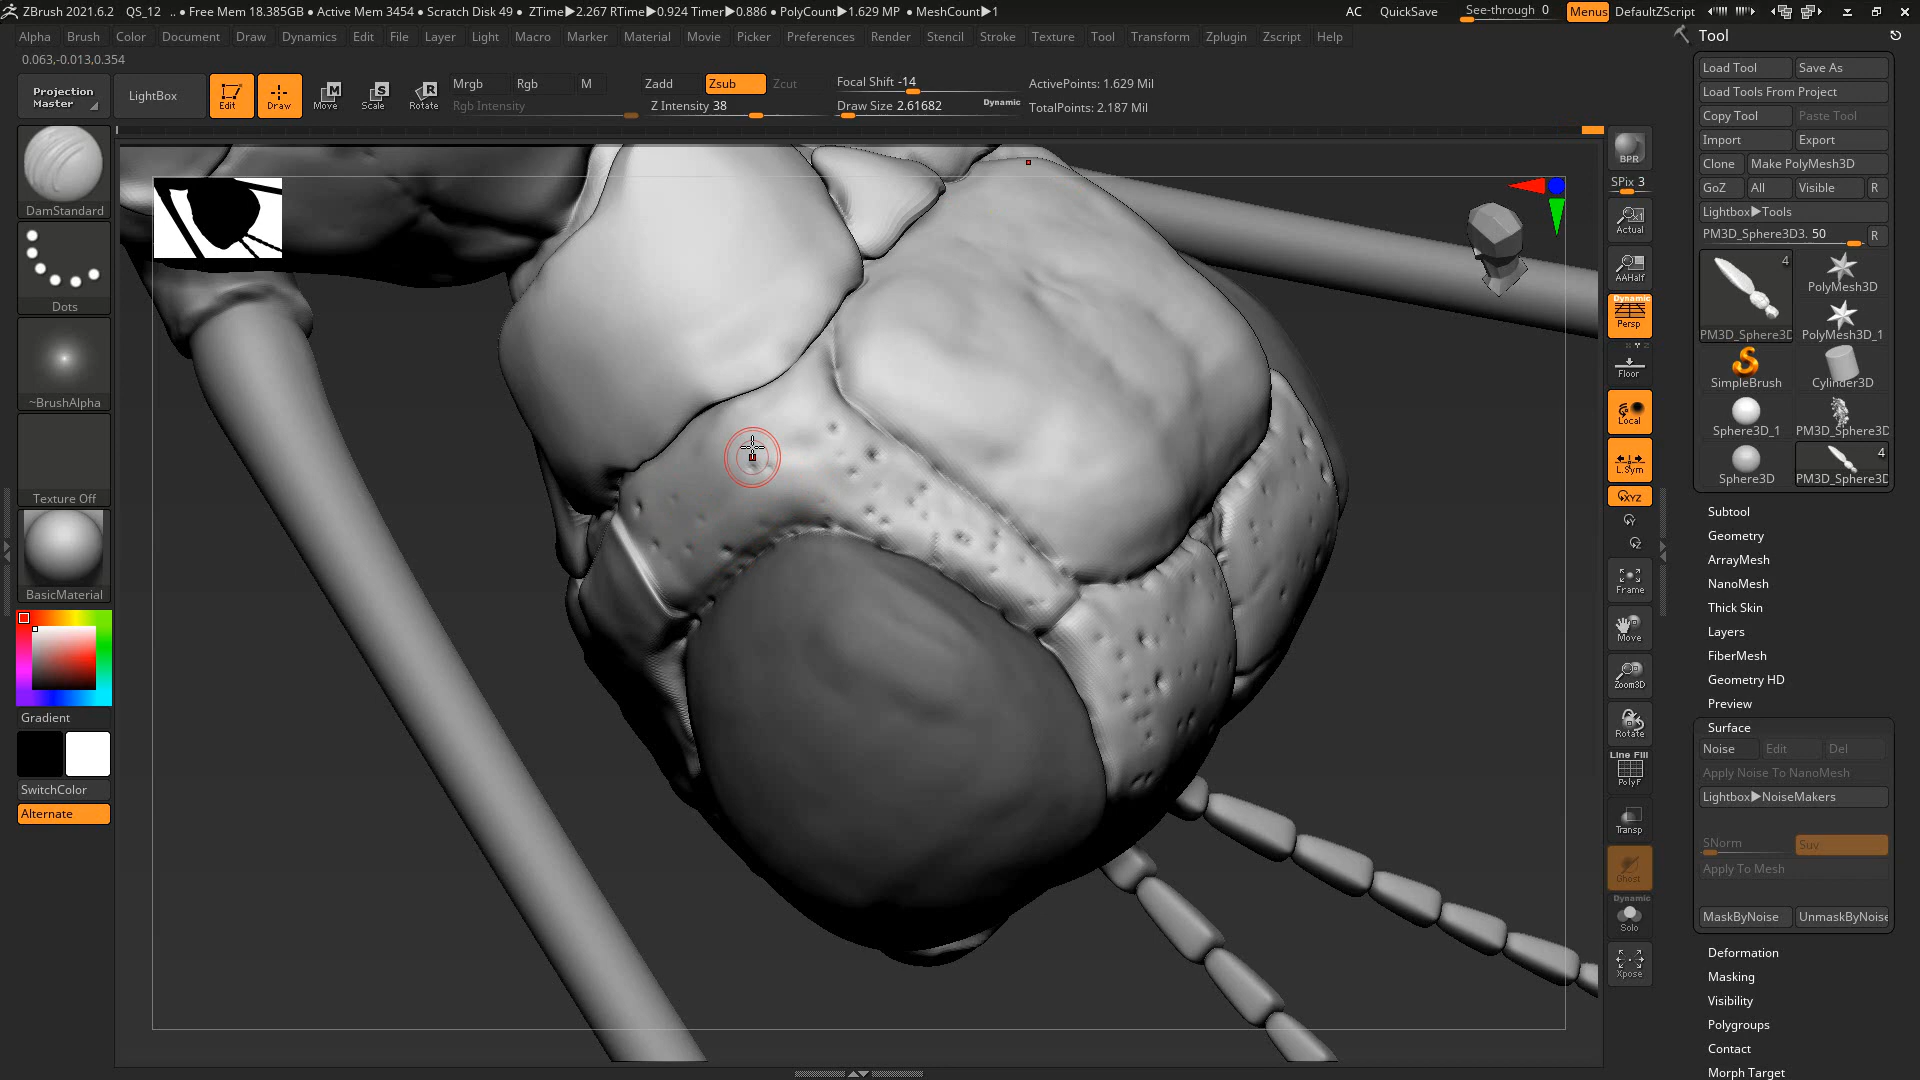 ZBrush 2021.6.2 QS_12 .. • Free Mem 18.385GB • Active Mem 3454 • Scratch Disk 49 • ZTime▶2.267 RTime▶0.924 Timer▶0.886 • PolyCount▶1.629 MP • MeshCount▶1 AC QuickSave See-through 0 Menus DefaultZScript
Alpha Brush Color Document Draw Dynamics Edit File Layer Light Macro Marker Material Movie Picker Preferences Render Stencil Stroke Texture Tool Transform Zplugin Zscript Help
0.063,-0.013,0.354
Projection Master
LightBox
Edit
Draw
Move
Scale
Rotate
Mrgb Rgb M
Rgb Intensity
Zadd Zsub Zcut
Z Intensity 38
Focal Shift -14
Draw Size 2.61682
Dynamic
ActivePoints: 1.629 Mil
TotalPoints: 2.187 Mil
DamStandard
Dots
~BrushAlpha
Texture Off
BasicMaterial
Gradient
SwitchColor
Alternate
BPR
SPix 3
Actual
AAHalf
Dynamic
Persp
Floor
Local
L.Sym
XYZ
Frame
Move
Zoom3D
Rotate
Line Fill
PolyF
Transp
Ghost
Dynamic
Solo
Xpose
Tool
Load Tool Save As
Load Tools From Project
Copy Tool Paste Tool
Import Export
Clone Make PolyMesh3D
GoZ All Visible R
Lightbox▶Tools
PM3D_Sphere3D3. 50 R
4
PM3D_Sphere3D
PolyMesh3D
PolyMesh3D_1
SimpleBrush Cylinder3D
Sphere3D_1 PM3D_Sphere3D
4
Sphere3D PM3D_Sphere3D
Subtool
Geometry
ArrayMesh
NanoMesh
Thick Skin
Layers
FiberMesh
Geometry HD
Preview
Surface
Noise Edit Del
Apply Noise To NanoMesh
Lightbox▶NoiseMakers
SNorm Suv
Apply To Mesh
MaskByNoise UnmaskByNoise
Deformation
Masking
Visibility
Polygroups
Contact
Morph Target